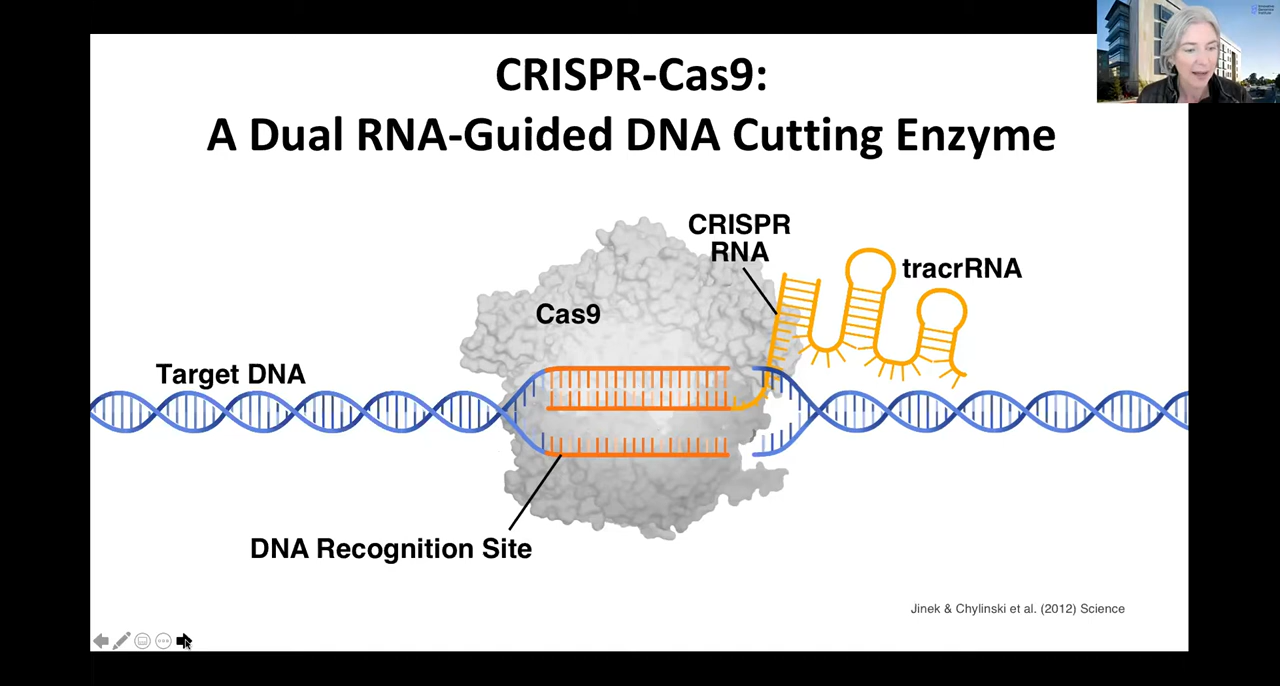 CRISPR-Cas9:
A Dual RNA-Guided DNA Cutting Enzyme
CRISPR
RNA
tracrRNA
Cas9
Target DNA
DNA Recognition Site
Jinek & Chylinski et al. (2012) Science